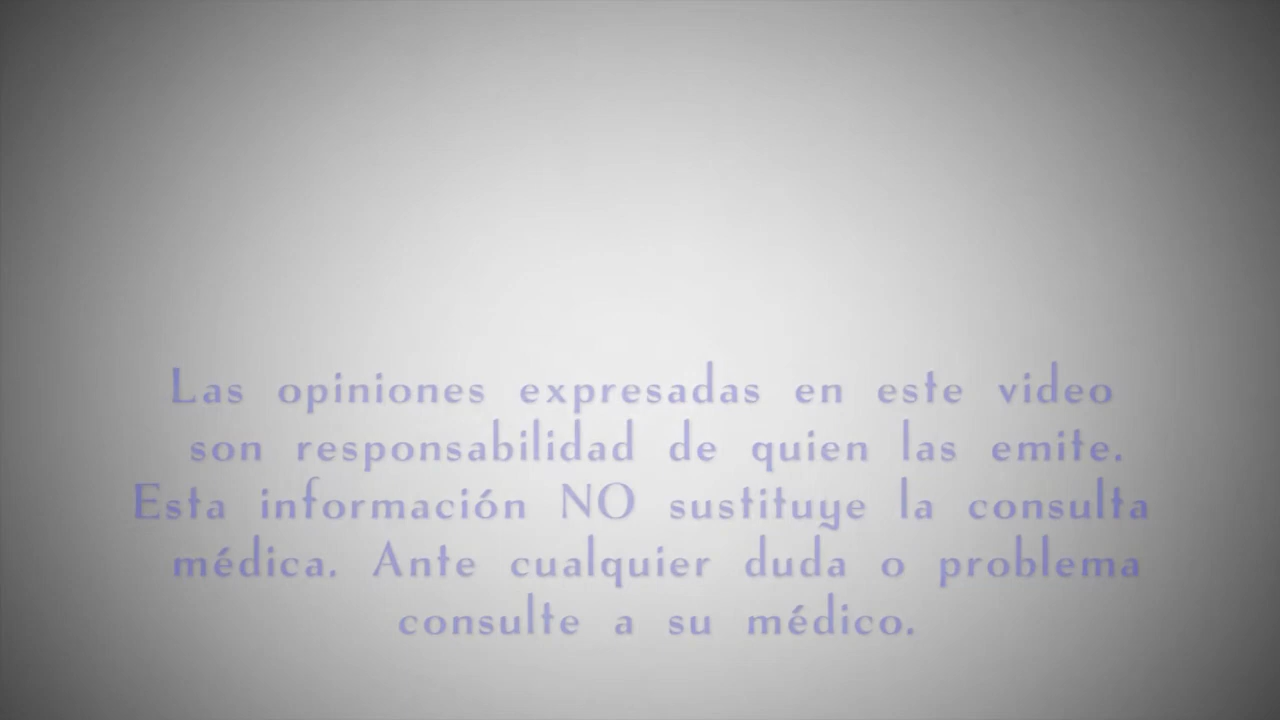 Las opiniones expresadas en este video
son responsabilidad de quien las emite.
Esta información NO sustituye la consulta
médica. Ante cualquier duda o problema
consulte a su médico.